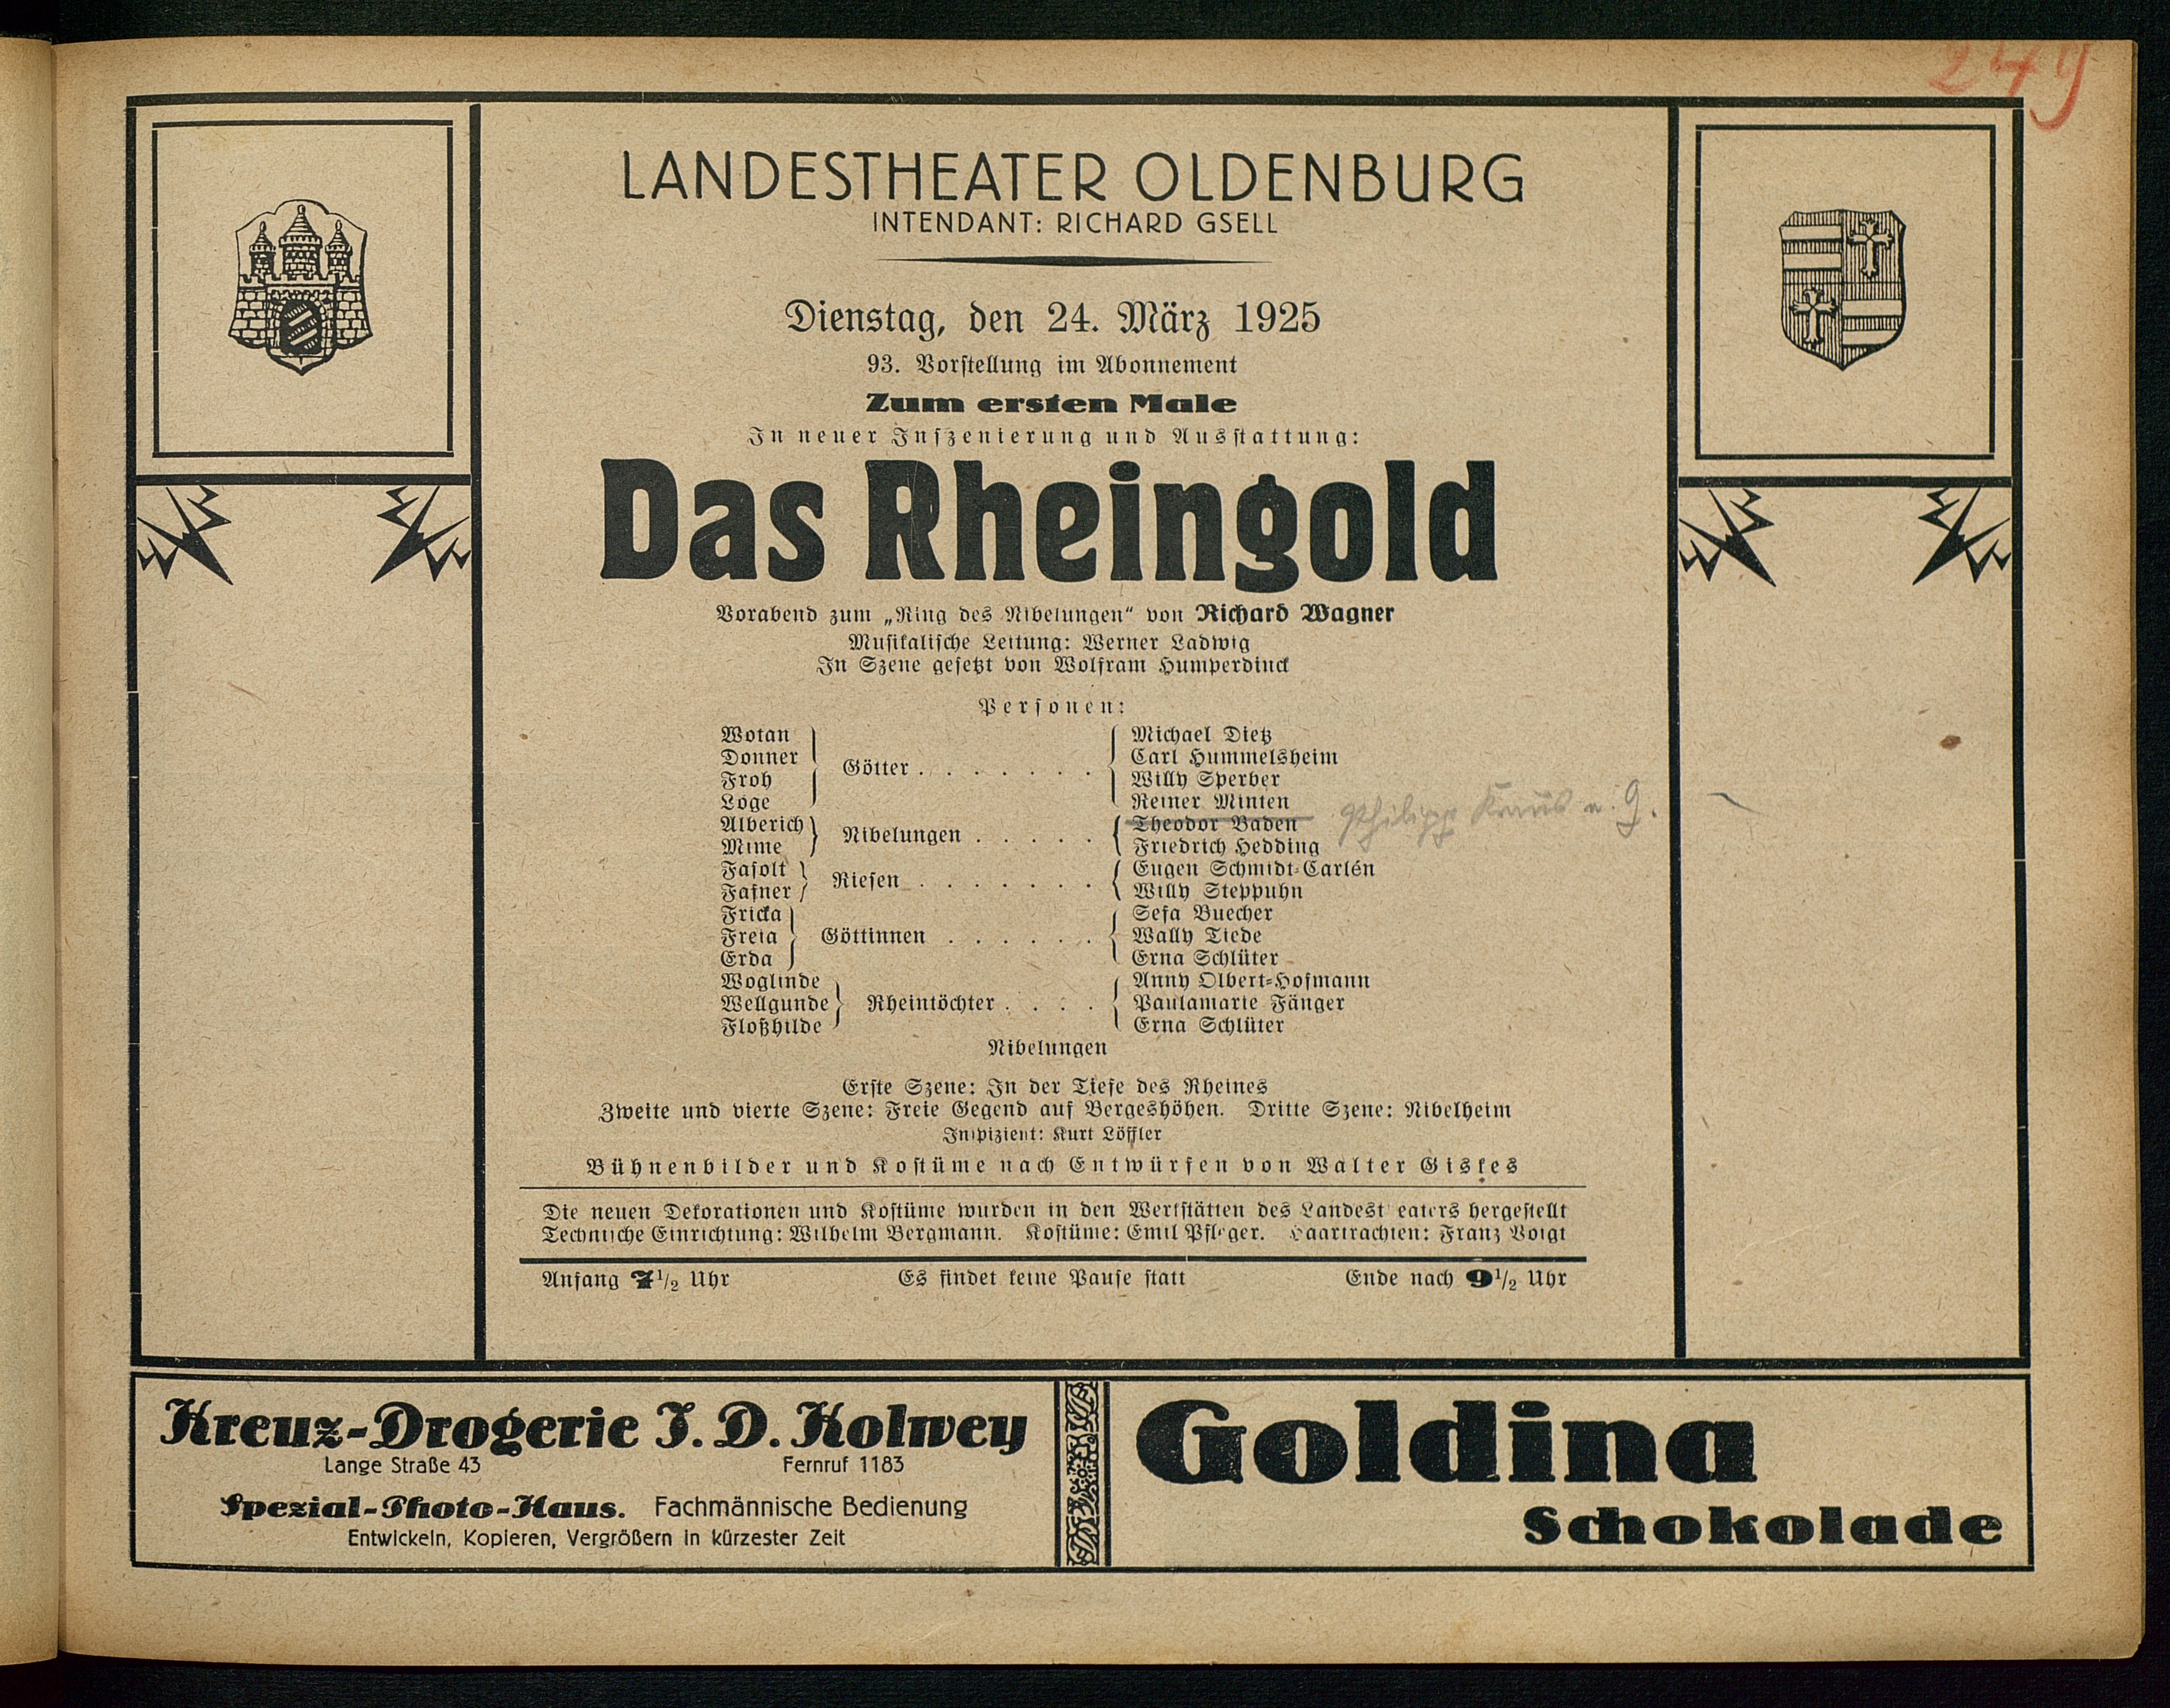 249
LANDESTHEATER OLDENBURG
INTENDANT: RICHARD GSELL
Dienstag, den 24. März 1925
93. Vorstellung im Abonnement
Zum ersten Male
In neuer Inszenierung und Ausstattung:
Das Rheingold
Vorabend zum „Ring des Nibelungen“ von Richard Wagner
Musikalische Leitung: Werner Ladwig
In Szene gesetzt von Wolfram Humperdinck
Personen:
Wotan Michael Dietz
Donner Carl Hummelsheim
Götter . . . . . . .
Froh Willy Sperber
Loge Reiner Minten
Alberich Theodor Baden Philipp Kraus a. G.
Nibelungen . . . . .
Mime Friedrich Hedding
Fasolt Eugen Schmidt-Carlén
Riesen . . . . . . .
Fafner Willy Steppuhn
Fricka Sefa Buecher
Freia Göttinnen . . . . . . Wally Tiede
Erda Erna Schlüter
Woglinde Anny Olbert-Hofmann
Wellgunde Rheintöchter . . . . Paulamarie Fänger
Floßhilde Erna Schlüter
Nibelungen
Erste Szene: In der Tiefe des Rheines
Zweite und vierte Szene: Freie Gegend auf Bergeshöhen. Dritte Szene: Nibelheim
Inspizient: Kurt Löffler
Bühnenbilder und Kostüme nach Entwürfen von Walter Giskes
Die neuen Dekorationen und Kostüme wurden in den Werkstätten des Landest eaters hergestellt
Technische Einrichtung: Wilhelm Bergmann. Kostüme: Emil Pfleger. Haartrachten: Franz Voigt
Anfang 7 1/2 Uhr Es findet keine Pause statt Ende nach 9 1/2 Uhr
Kreuz-Drogerie J. D. Kolwey
Lange Straße 43 Fernruf 1183
Spezial-Photo-Haus. Fachmännische Bedienung
Entwickeln, Kopieren, Vergrößern in kürzester Zeit
Goldina
Schokolade